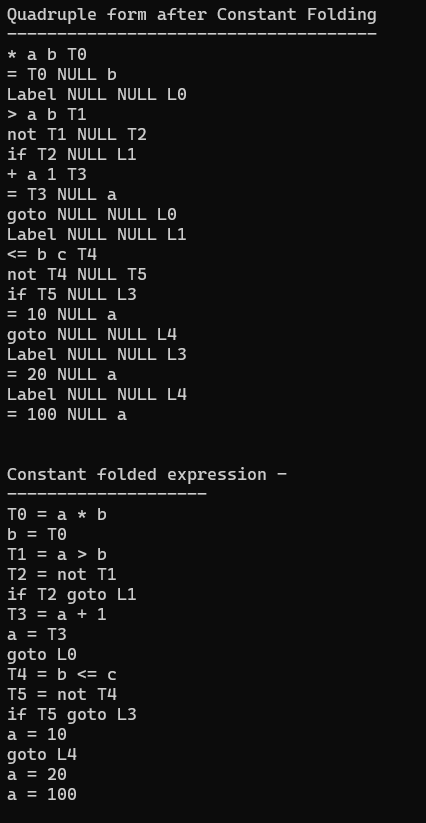 Quadruple form after Constant Folding
-------------------------------------
* a b T0
= T0 NULL b
Label NULL NULL L0
> a b T1
not T1 NULL T2
if T2 NULL L1
+ a 1 T3
= T3 NULL a
goto NULL NULL L0
Label NULL NULL L1
<= b c T4
not T4 NULL T5
if T5 NULL L3
= 10 NULL a
goto NULL NULL L4
Label NULL NULL L3
= 20 NULL a
Label NULL NULL L4
= 100 NULL a
Constant folded expression -
--------------------
T0 = a * b
b = T0
T1 = a > b
T2 = not T1
if T2 goto L1
T3 = a + 1
a = T3
goto L0
T4 = b <= c
T5 = not T4
if T5 goto L3
a = 10
goto L4
a = 20
a = 100